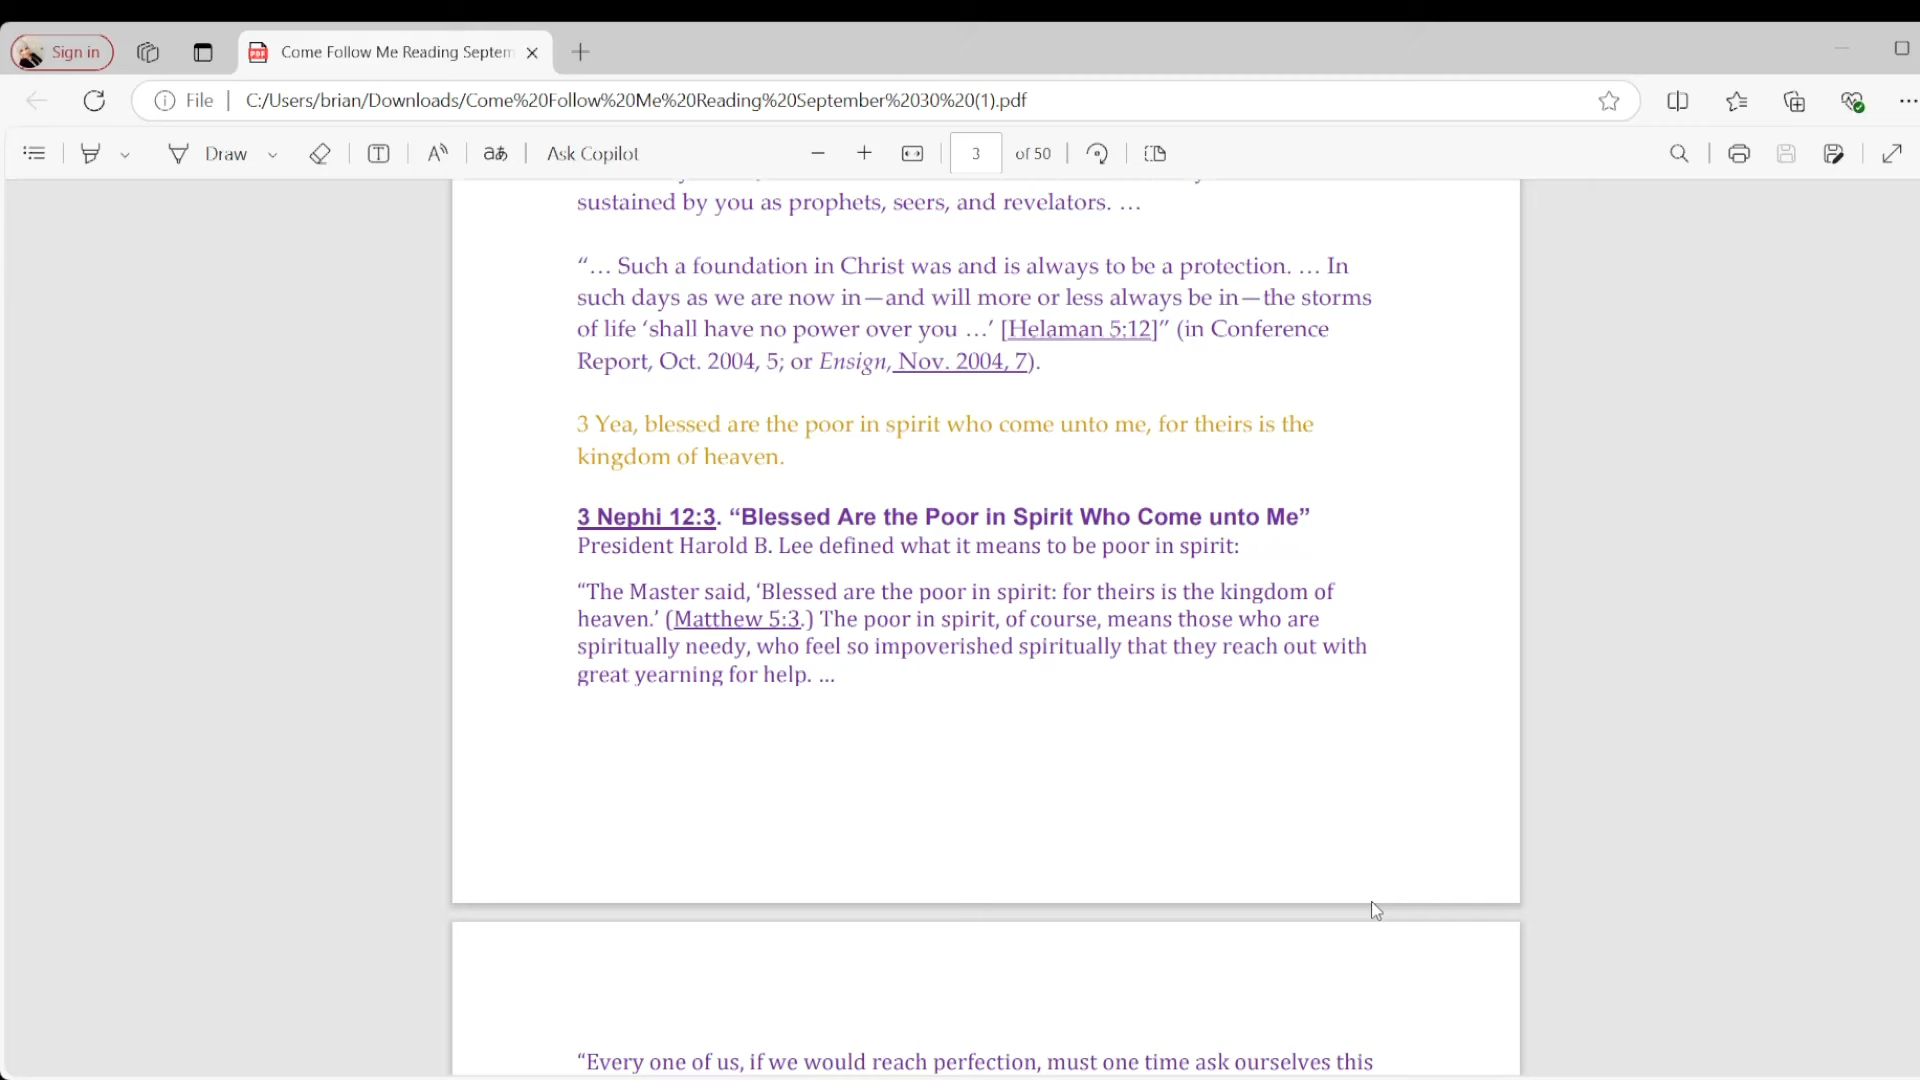 Sign in
Come Follow Me Reading Septem
File
C:/Users/brian/Downloads/Come%20Follow%20Me%20Reading%20September%2030%20(1).pdf
Draw
aあ
Ask Copilot
3
of 50
sustained by you as prophets, seers, and revelators. …
“… Such a foundation in Christ was and is always to be a protection. … In
such days as we are now in—and will more or less always be in—the storms
of life ‘shall have no power over you …’ [Helaman 5:12]” (in Conference
Report, Oct. 2004, 5; or Ensign, Nov. 2004, 7).
3 Yea, blessed are the poor in spirit who come unto me, for theirs is the
kingdom of heaven.
3 Nephi 12:3. “Blessed Are the Poor in Spirit Who Come unto Me”
President Harold B. Lee defined what it means to be poor in spirit:
“The Master said, ‘Blessed are the poor in spirit: for theirs is the kingdom of
heaven.’ (Matthew 5:3.) The poor in spirit, of course, means those who are
spiritually needy, who feel so impoverished spiritually that they reach out with
great yearning for help. …
“Every one of us, if we would reach perfection, must one time ask ourselves this